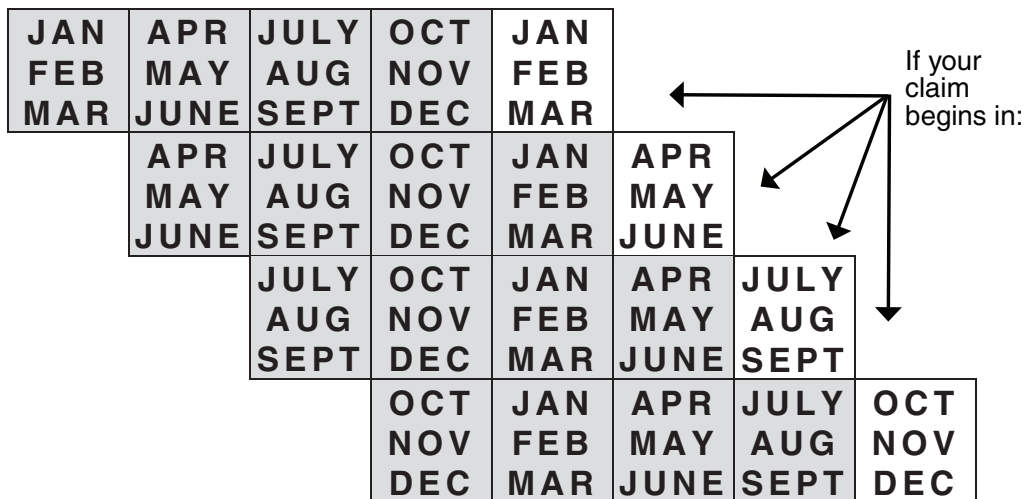 JAN APR JULY OCT JAN
FEB MAY AUG NOV FEB
MAR JUNE SEPT DEC MAR
If your
claim
begins in:
APR JULY OCT JAN APR
MAY AUG NOV FEB MAY
JUNE SEPT DEC MAR JUNE
JULY OCT JAN APR JULY
AUG NOV FEB MAY AUG
SEPT DEC MAR JUNE SEPT
OCT JAN APR JULY OCT
NOV FEB MAY AUG NOV
DEC MAR JUNE SEPT DEC